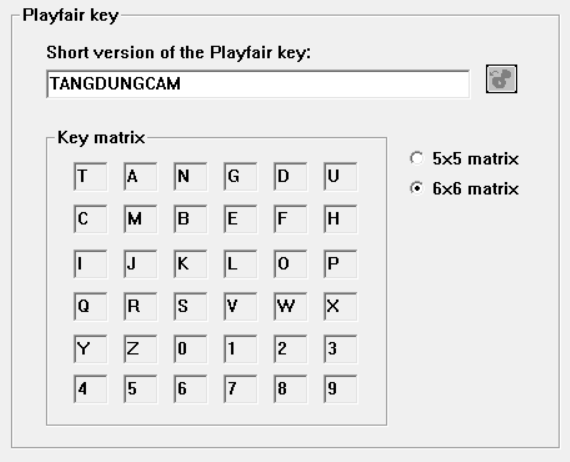 Playfair key
Short version of the Playfair key:
TANGDUNGCAM
Key matrix
5x5 matrix
6x6 matrix
T A N G D U
C M B E F H
I J K L O P
Q R S V W X
Y Z 0 1 2 3
4 5 6 7 8 9